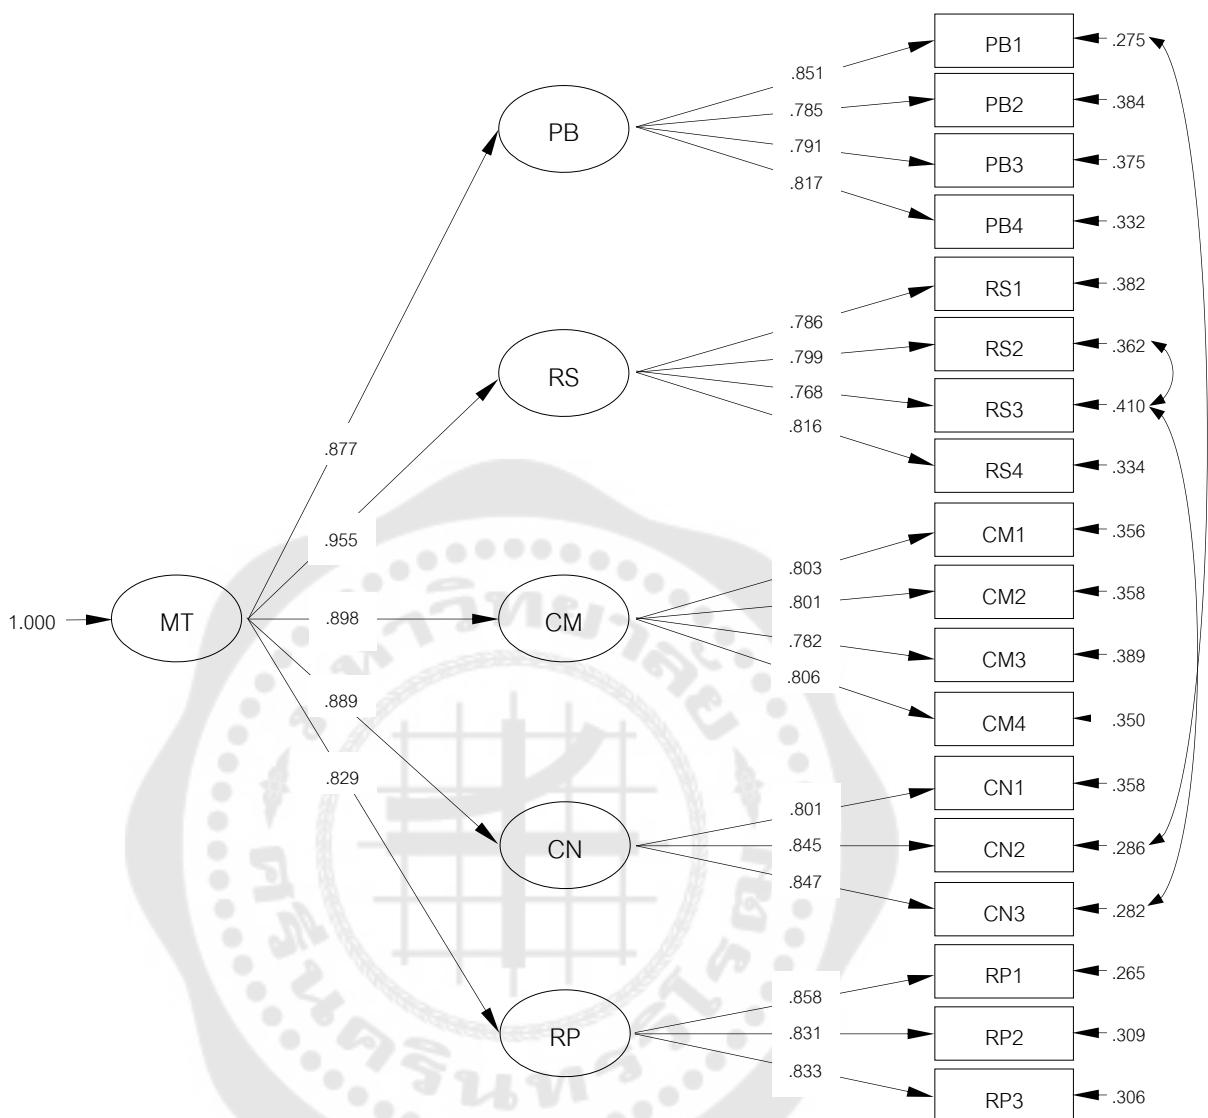 PB1 .275
.851
PB2 .384
.785
PB
PB3 .375
.791
.817
PB4 .332
RS1 .382
.786
RS2 .362
.799
RS
RS3 .410
.768
.816
RS4 .334
.877
.955
CM1 .356
.803
CM2 .358
.801
1.000 MT .898 CM
CM3 .389
.782
.806
CM4 .350
.889
.829
CN1 .358
.801
CN .845 CN2 .286
.847
CN3 .282
RP1 .265
.858
RP .831 RP2 .309
.833
RP3 .306